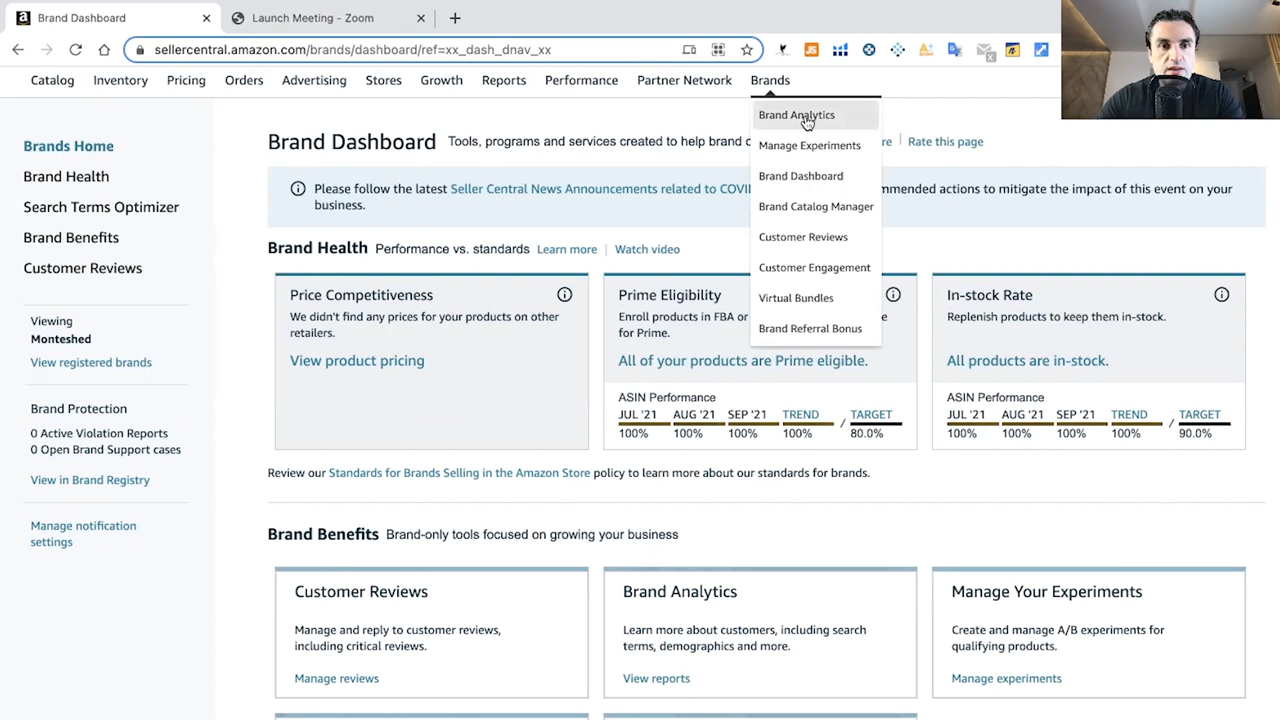 Brand Dashboard
Launch Meeting - Zoom
sellercentral.amazon.com/brands/dashboard/ref=xx_dash_dnav_xx
Catalog
Inventory
Pricing
Orders
Advertising
Stores
Growth
Reports
Performance
Partner Network
Brands
Brand Analytics
Manage Experiments
Brand Dashboard
Brand Catalog Manager
Customer Reviews
Customer Engagement
Virtual Bundles
Brand Referral Bonus
Brands Home
Brand Health
Search Terms Optimizer
Brand Benefits
Customer Reviews
Viewing
Monteshed
View registered brands
Brand Protection
0 Active Violation Reports
0 Open Brand Support cases
View in Brand Registry
Manage notification
settings
Brand Dashboard
Tools, programs and services created to help brand
Rate this page
Please follow the latest Seller Central News Announcements related to
actions to mitigate the impact of this event on your
business.
Brand Health Performance vs. standards Learn more | Watch video
Price Competitiveness
We didn't find any prices for your products on other
retailers.
View product pricing
Prime Eligibility
Enroll products in FBA or
for Prime.
All of your products are Prime eligible.
ASIN Performance
JUL '21 AUG '21 SEP '21 TREND / TARGET
100% 100% 100% 100% 80.0%
In-stock Rate
Replenish products to keep them in-stock.
All products are in-stock.
ASIN Performance
JUL '21 AUG '21 SEP '21 TREND / TARGET
100% 100% 100% 100% 90.0%
Review our Standards for Brands Selling in the Amazon Store policy to learn more about our standards for brands.
Brand Benefits Brand-only tools focused on growing your business
Customer Reviews
Manage and reply to customer reviews,
including critical reviews.
Manage reviews
Brand Analytics
Learn more about customers, including search
terms, demographics and more.
View reports
Manage Your Experiments
Create and manage A/B experiments for
qualifying products.
Manage experiments